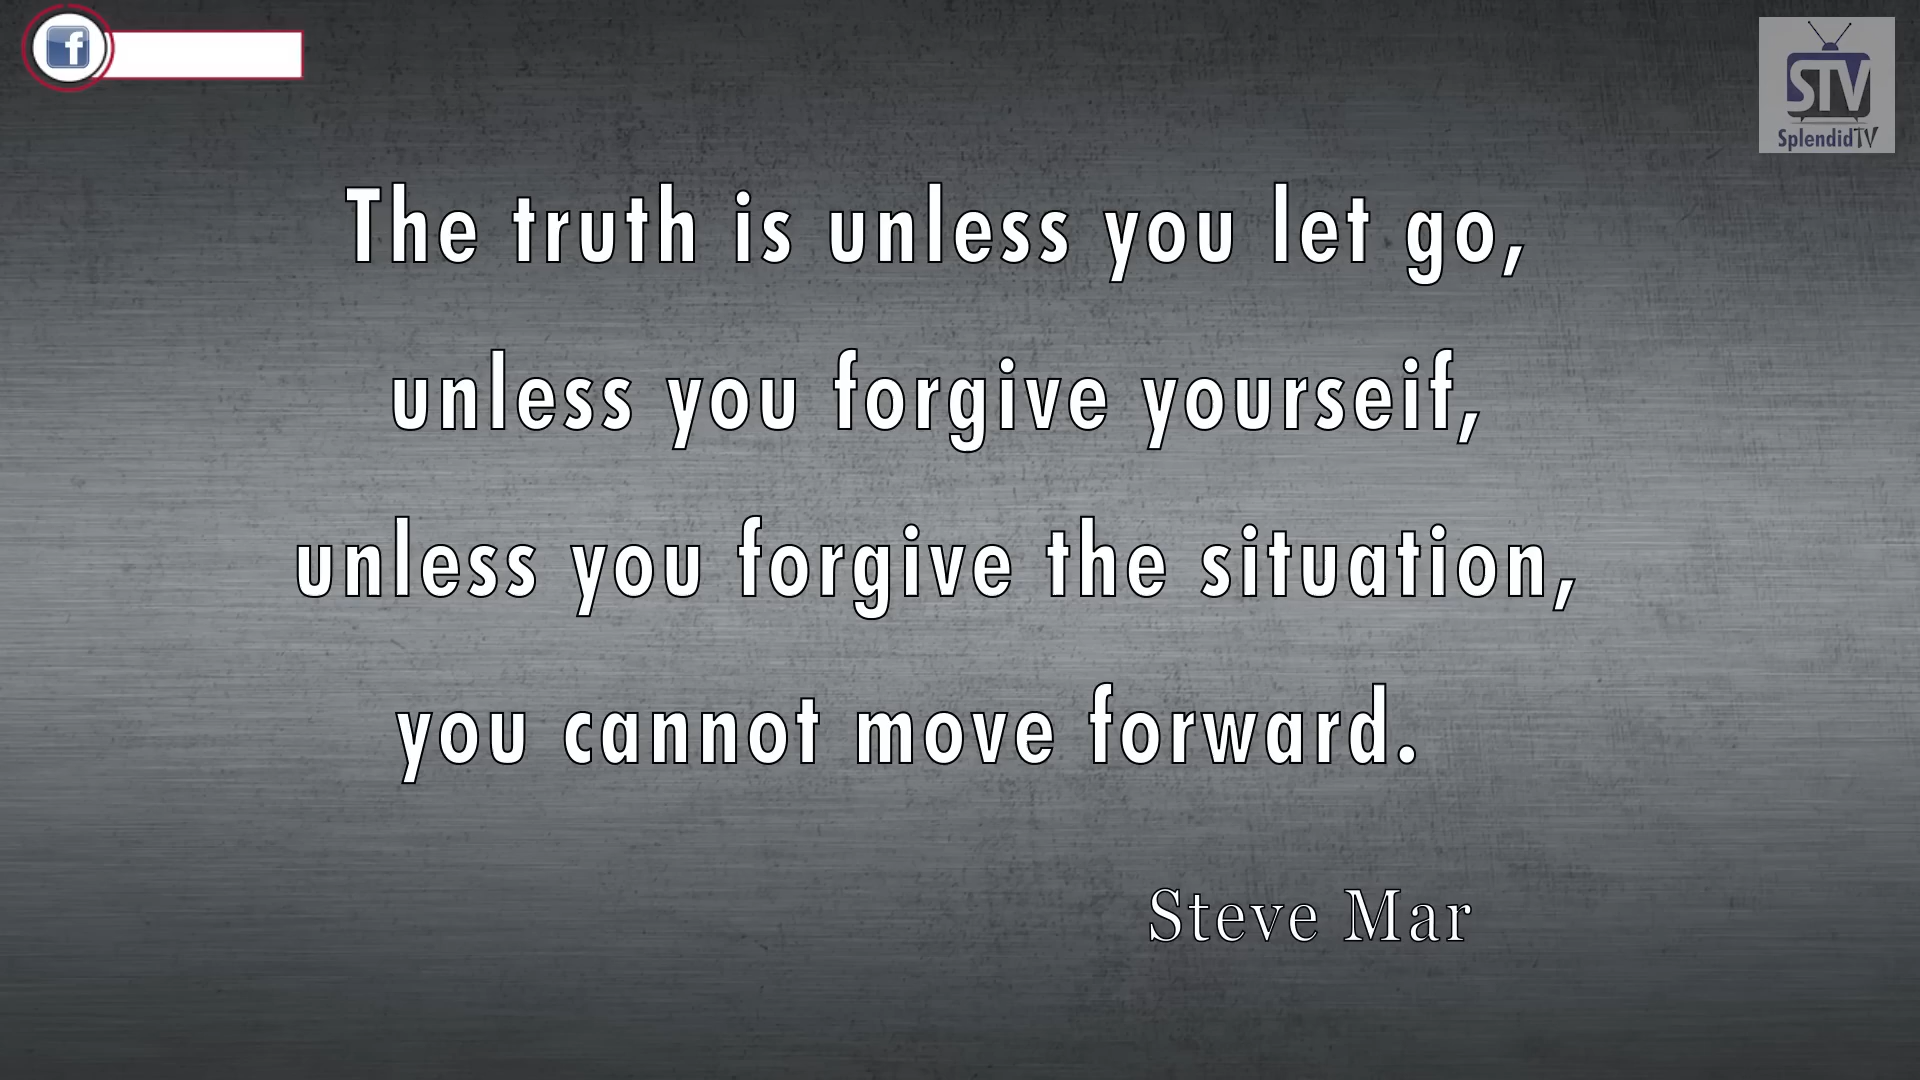 f
STV
SplendidTV
The truth is unless you let go,
unless you forgive yourseif,
unless you forgive the situation,
you cannot move forward.
Steve Mar